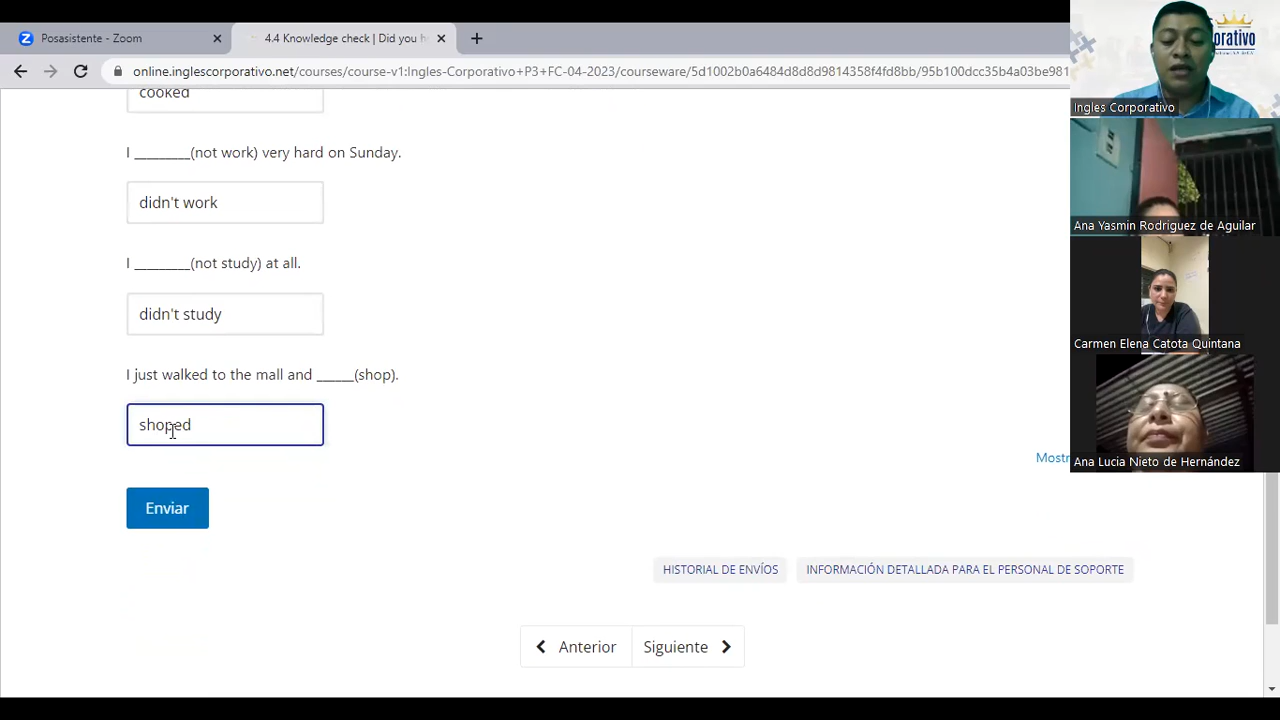 Posasistente - Zoom
4.4 Knowledge check | Did you h
online.inglescorporativo.net/courses/course-v1:Ingles-Corporativo+P3+FC-04-2023/courseware/5d1002b0a6484d8d8d9814358f4fd8bb/95b100dcc35b4a03be981
cooked
I _________(not work) very hard on Sunday.
didn't work
I _________(not study) at all.
didn't study
I just walked to the mall and ______(shop).
shoped
Mostr
Enviar
HISTORIAL DE ENVÍOS
INFORMACIÓN DETALLADA PARA EL PERSONAL DE SOPORTE
Anterior
Siguiente
orativo
Ingles Corporativo
Ana Yasmin Rodriguez de Aguilar
Carmen Elena Catota Quintana
Ana Lucia Nieto de Hernández